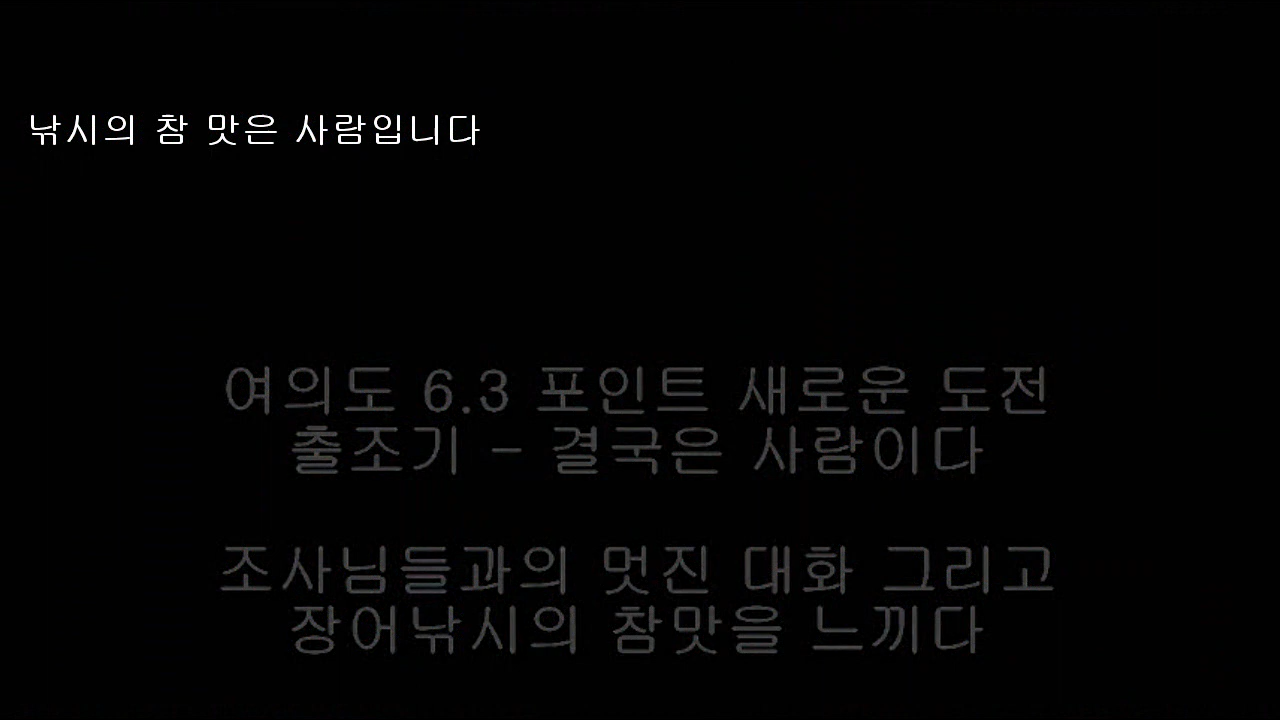 낚시의 참 맛은 사람입니다
여의도 6.3 포인트 새로운 도전
출조기 - 결국은 사람이다
조사님들과의 멋진 대화 그리고
장어낚시의 참맛을 느끼다